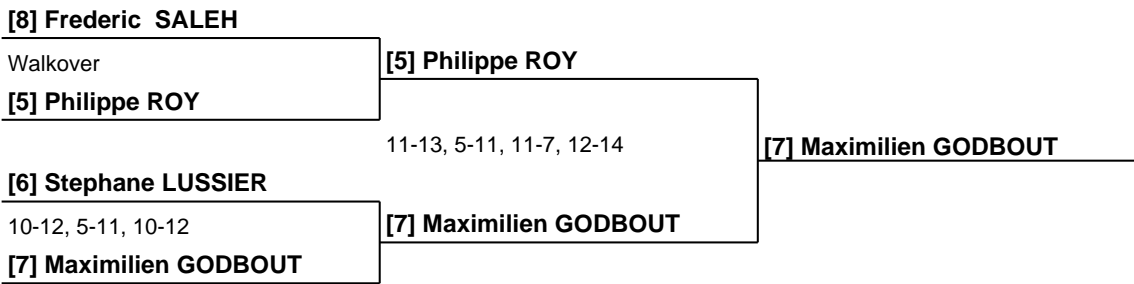 [8] Frederic  SALEH
Walkover
[5] Philippe ROY
[5] Philippe ROY
11-13, 5-11, 11-7, 12-14
[7] Maximilien GODBOUT
[6] Stephane LUSSIER
10-12, 5-11, 10-12
[7] Maximilien GODBOUT
[7] Maximilien GODBOUT